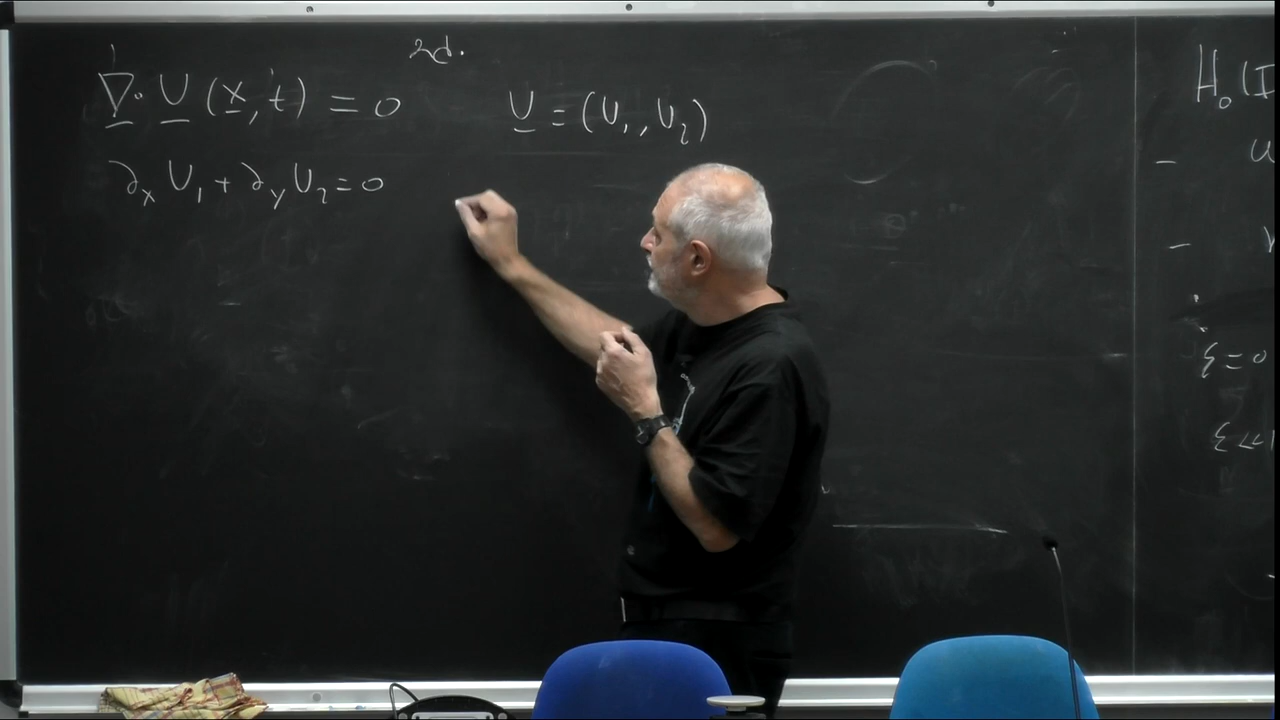 2d.
∇·U(x,t) = 0
U = (U₁, U₂)
∂ₓU₁ + ∂ᵧU₂ = 0
H₀(I
- u
-
ξ = 0
ξ <<